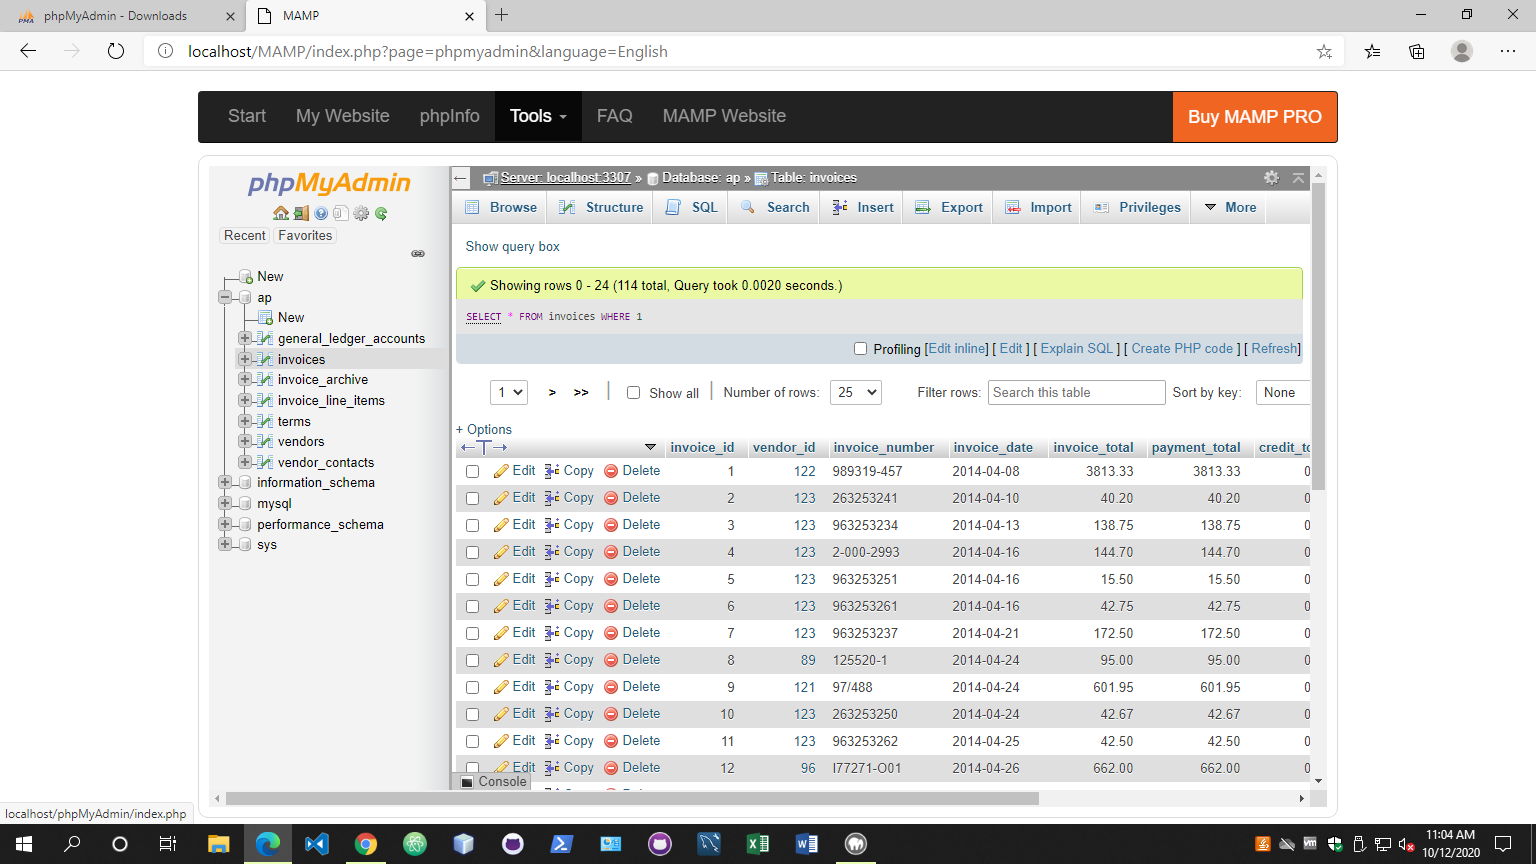 phpMyAdmin - Downloads
MAMP
localhost/MAMP/index.php?page=phpmyadmin&language=English
Start My Website phpInfo Tools FAQ MAMP Website Buy MAMP PRO
phpMyAdmin
Recent Favorites
New
ap
New
general_ledger_accounts
invoices
invoice_archive
invoice_line_items
terms
vendors
vendor_contacts
information_schema
mysql
performance_schema
sys
Server: localhost:3307 » Database: ap » Table: invoices
Browse Structure SQL Search Insert Export Import Privileges More
Show query box
Showing rows 0 - 24 (114 total, Query took 0.0020 seconds.)
SELECT * FROM invoices WHERE 1
Profiling [Edit inline] [ Edit ] [ Explain SQL ] [ Create PHP code ] [ Refresh]
1 > >> Show all Number of rows: 25 Filter rows: Search this table Sort by key: None
+ Options
invoice_id vendor_id invoice_number invoice_date invoice_total payment_total credit_to
Edit Copy Delete 1 122 989319-457 2014-04-08 3813.33 3813.33 0
Edit Copy Delete 2 123 263253241 2014-04-10 40.20 40.20 0
Edit Copy Delete 3 123 963253234 2014-04-13 138.75 138.75 0
Edit Copy Delete 4 123 2-000-2993 2014-04-16 144.70 144.70 0
Edit Copy Delete 5 123 963253251 2014-04-16 15.50 15.50 0
Edit Copy Delete 6 123 963253261 2014-04-16 42.75 42.75 0
Edit Copy Delete 7 123 963253237 2014-04-21 172.50 172.50 0
Edit Copy Delete 8 89 125520-1 2014-04-24 95.00 95.00 0
Edit Copy Delete 9 121 97/488 2014-04-24 601.95 601.95 0
Edit Copy Delete 10 123 263253250 2014-04-24 42.67 42.67 0
Edit Copy Delete 11 123 963253262 2014-04-25 42.50 42.50 0
Edit Copy Delete 12 96 I77271-O01 2014-04-26 662.00 662.00 0
Console
localhost/phpMyAdmin/index.php
11:04 AM
10/12/2020